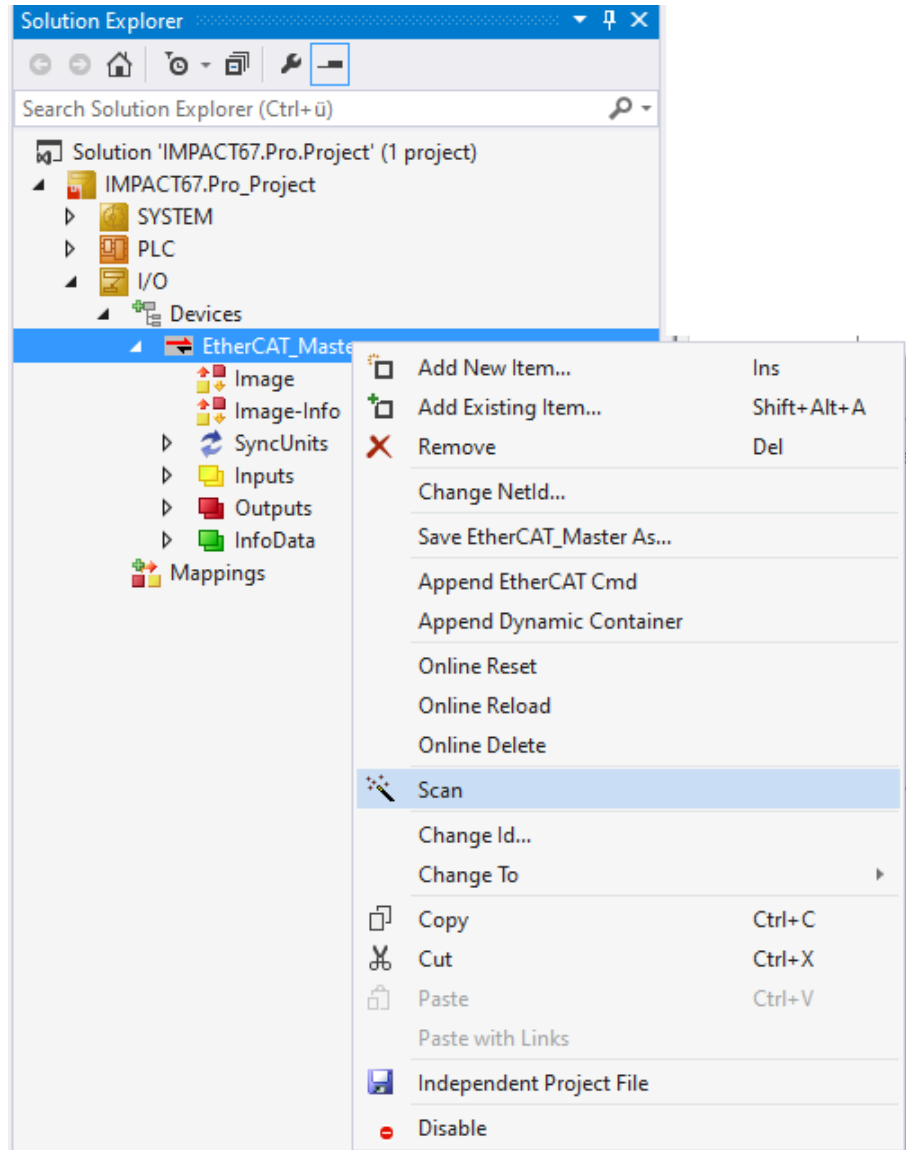 Solution Explorer
Search Solution Explorer (Ctrl+ü)
Solution 'IMPACT67.Pro.Project' (1 project)
IMPACT67.Pro_Project
SYSTEM
PLC
I/O
Devices
EtherCAT_Maste
Image
Image-Info
SyncUnits
Inputs
Outputs
InfoData
Mappings
Add New Item... Ins
Add Existing Item... Shift+Alt+A
Remove Del
Change NetId...
Save EtherCAT_Master As...
Append EtherCAT Cmd
Append Dynamic Container
Online Reset
Online Reload
Online Delete
Scan
Change Id...
Change To
Copy Ctrl+C
Cut Ctrl+X
Paste Ctrl+V
Paste with Links
Independent Project File
Disable